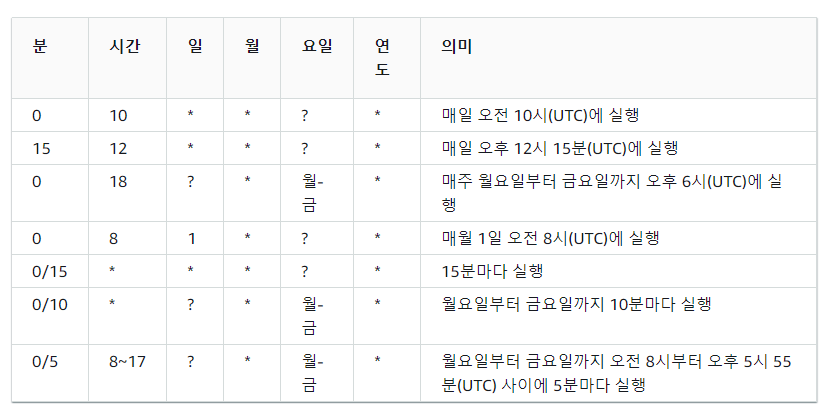 분 시간 일 월 요일 연
도 의미
0 10 * * ? * 매일 오전 10시(UTC)에 실행
15 12 * * ? * 매일 오후 12시 15분(UTC)에 실행
0 18 ? * 월-
금 * 매주 월요일부터 금요일까지 오후 6시(UTC)에 실
행
0 8 1 * ? * 매월 1일 오전 8시(UTC)에 실행
0/15 * * * ? * 15분마다 실행
0/10 * ? * 월-
금 * 월요일부터 금요일까지 10분마다 실행
0/5 8~17 ? * 월-
금 * 월요일부터 금요일까지 오전 8시부터 오후 5시 55
분(UTC) 사이에 5분마다 실행